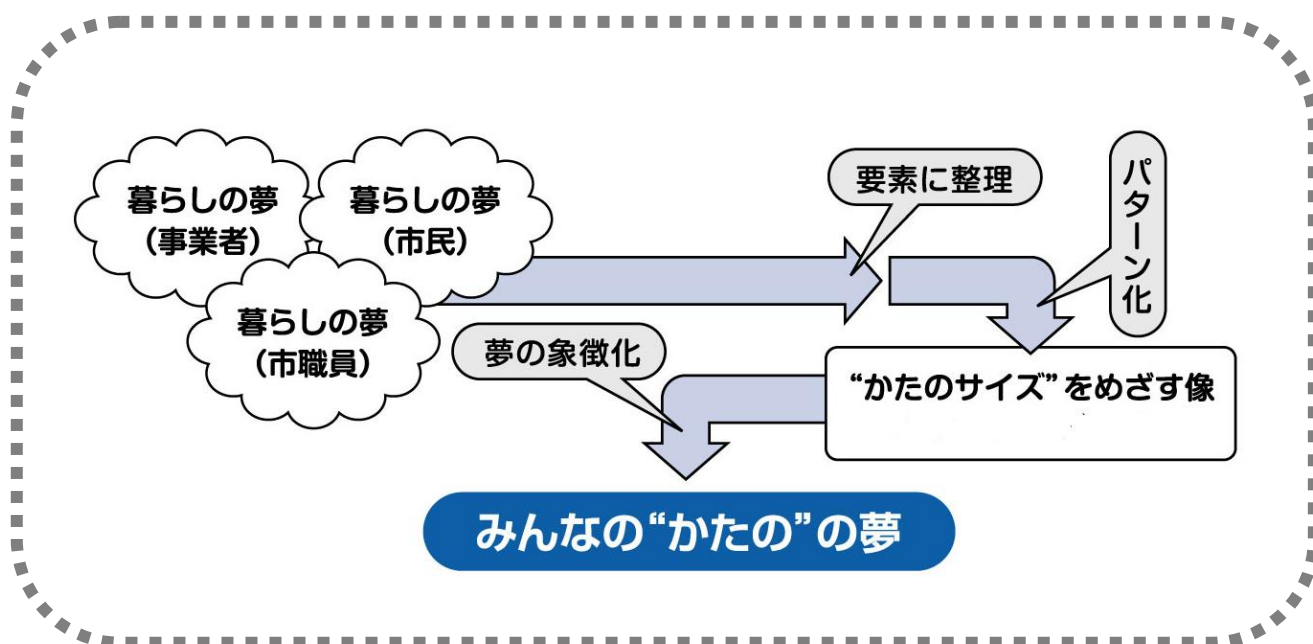 暮らしの夢
（事業者）
暮らしの夢
（市民）
暮らしの夢
（市職員）
要素に整理
パターン化
“かたのサイズ”をめざす像
夢の象徴化
みんなの“かたの”の夢